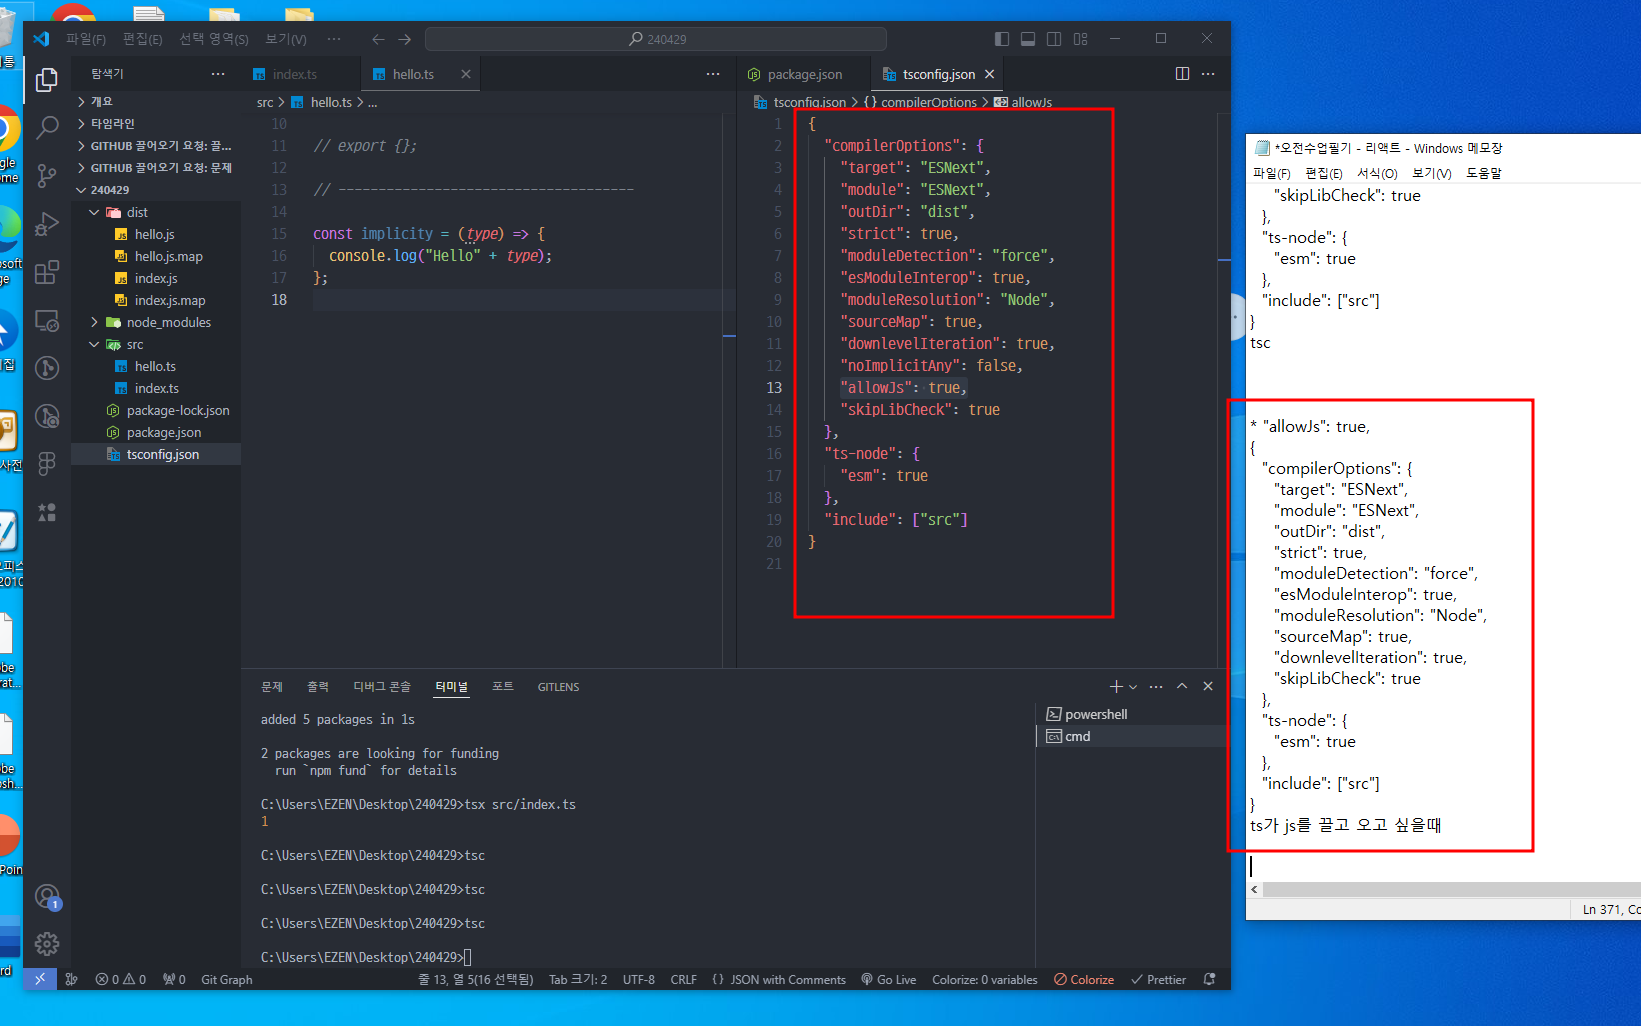 파일(F) 편집(E) 선택 영역(S) 보기(V) ··· 240429
탐색기 ···
개요
타임라인
GITHUB 끌어오기 요청: 끌...
GITHUB 끌어오기 요청: 문제
240429
dist
hello.js
hello.js.map
index.js
index.js.map
node_modules
src
hello.ts
index.ts
package-lock.json
package.json
tsconfig.json
index.ts hello.ts ···
src > hello.ts > ...
10
11 // export {};
12
13 // -------------------------------------
14
15 const implicity = (type) => {
16 console.log("Hello" + type);
17 };
18
package.json tsconfig.json ···
tsconfig.json > {} compilerOptions > allowJs
1 {
2 "compilerOptions": {
3 "target": "ESNext",
4 "module": "ESNext",
5 "outDir": "dist",
6 "strict": true,
7 "moduleDetection": "force",
8 "esModuleInterop": true,
9 "moduleResolution": "Node",
10 "sourceMap": true,
11 "downlevelIteration": true,
12 "noImplicitAny": false,
13 "allowJs": true,
14 "skipLibCheck": true
15 },
16 "ts-node": {
17 "esm": true
18 },
19 "include": ["src"]
20 }
21
문제 출력 디버그 콘솔 터미널 포트 GITLENS
added 5 packages in 1s
2 packages are looking for funding
run `npm fund` for details
C:\Users\EZEN\Desktop\240429>tsx src/index.ts
1
C:\Users\EZEN\Desktop\240429>tsc
C:\Users\EZEN\Desktop\240429>tsc
C:\Users\EZEN\Desktop\240429>tsc
C:\Users\EZEN\Desktop\240429>
powershell
cmd
1
0 0 0 Git Graph 줄 13, 열 5(16 선택됨) Tab 크기: 2 UTF-8 CRLF {} JSON with Comments Go Live Colorize: 0 variables Colorize Prettier
*오전수업필기 - 리액트 - Windows 메모장
파일(F) 편집(E) 서식(O) 보기(V) 도움말
"skipLibCheck": true
},
"ts-node": {
"esm": true
},
"include": ["src"]
}
tsc
* "allowJs": true,
{
"compilerOptions": {
"target": "ESNext",
"module": "ESNext",
"outDir": "dist",
"strict": true,
"moduleDetection": "force",
"esModuleInterop": true,
"moduleResolution": "Node",
"sourceMap": true,
"downlevelIteration": true,
"skipLibCheck": true
},
"ts-node": {
"esm": true
},
"include": ["src"]
}
ts가 js를 끌고 오고 싶을때
Ln 371, Co